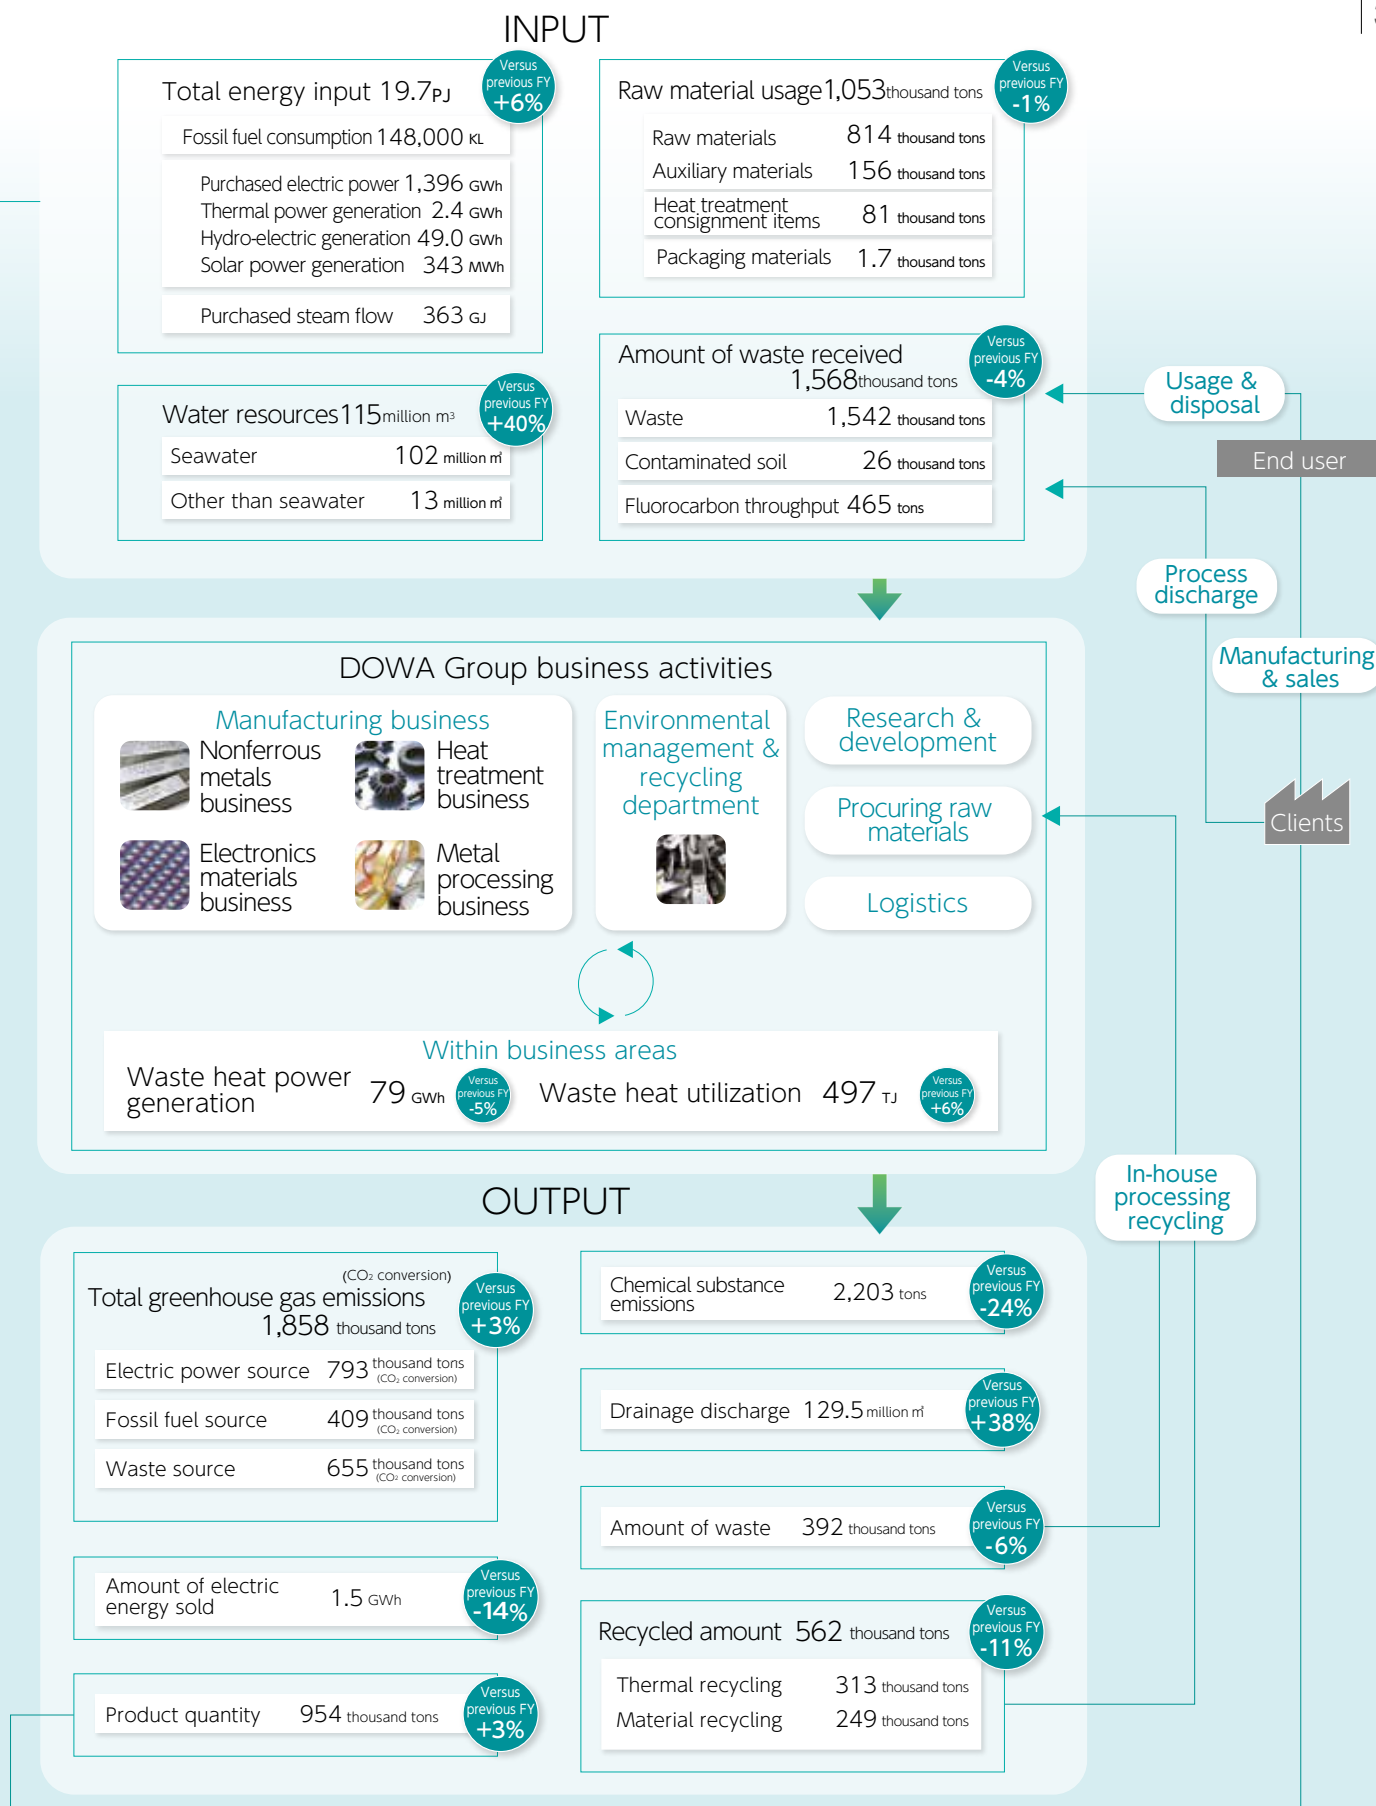 INPUT
Total energy input 19.7PJ
Versus
previous FY
+6%
Fossil fuel consumption 148,000 KL
Purchased electric power 1,396 GWh
Thermal power generation 2.4 GWh
Hydro-electric generation 49.0 GWh
Solar power generation 343 MWh
Purchased steam flow 363 GJ
Water resources 115 million m³
Versus
previous FY
+40%
Seawater 102 million ㎥
Other than seawater 13 million ㎥
Raw material usage 1,053 thousand tons
Versus
previous FY
-1%
Raw materials 814 thousand tons
Auxiliary materials 156 thousand tons
Heat treatment
consignment items 81 thousand tons
Packaging materials 1.7 thousand tons
Amount of waste received
1,568 thousand tons
Versus
previous FY
-4%
Waste 1,542 thousand tons
Contaminated soil 26 thousand tons
Fluorocarbon throughput 465 tons
Usage &
disposal
End user
Process
discharge
Manufacturing
& sales
Clients
DOWA Group business activities
Manufacturing business
Nonferrous
metals
business
Heat
treatment
business
Electronics
materials
business
Metal
processing
business
Environmental
management &
recycling
department
Research &
development
Procuring raw
materials
Logistics
Within business areas
Waste heat power
generation
79 GWh
Versus
previous FY
-5%
Waste heat utilization 497 TJ
Versus
previous FY
+6%
In-house
processing
recycling
OUTPUT
(CO₂ conversion)
Total greenhouse gas emissions
1,858 thousand tons
Versus
previous FY
+3%
Electric power source 793 thousand tons
(CO₂ conversion)
Fossil fuel source 409 thousand tons
(CO₂ conversion)
Waste source 655 thousand tons
(CO₂ conversion)
Amount of electric
energy sold
1.5 GWh
Versus
previous FY
-14%
Product quantity 954 thousand tons
Versus
previous FY
+3%
Chemical substance
emissions
2,203 tons
Versus
previous FY
-24%
Drainage discharge 129.5 million ㎥
Versus
previous FY
+38%
Amount of waste 392 thousand tons
Versus
previous FY
-6%
Recycled amount 562 thousand tons
Versus
previous FY
-11%
Thermal recycling 313 thousand tons
Material recycling 249 thousand tons